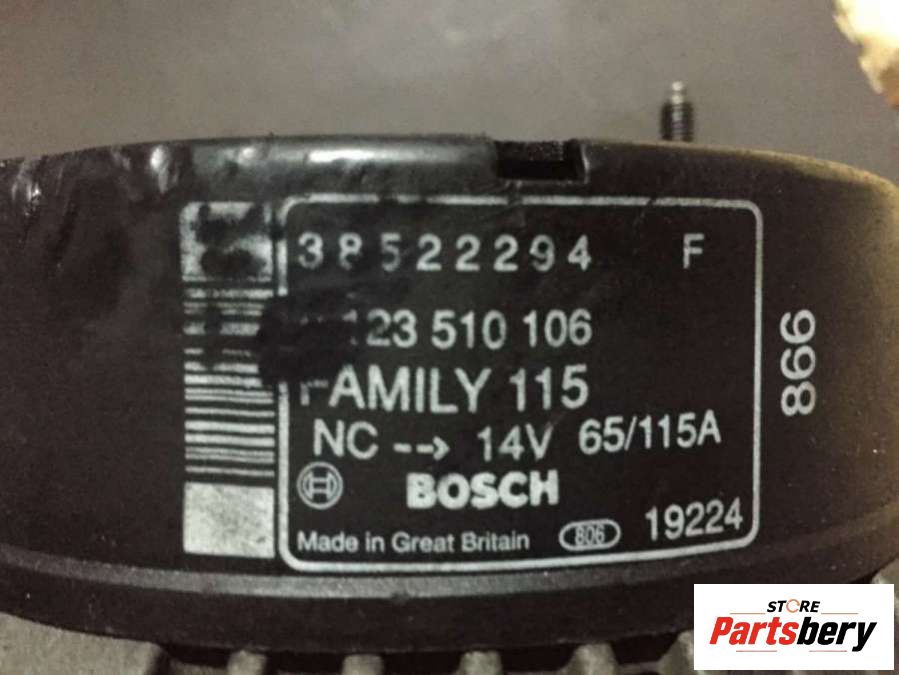 38522294 F
123 510 106
FAMILY 115
NC --> 14V 65/115A
BOSCH
Made in Great Britain 806 19224
866
STORE
Partsbery